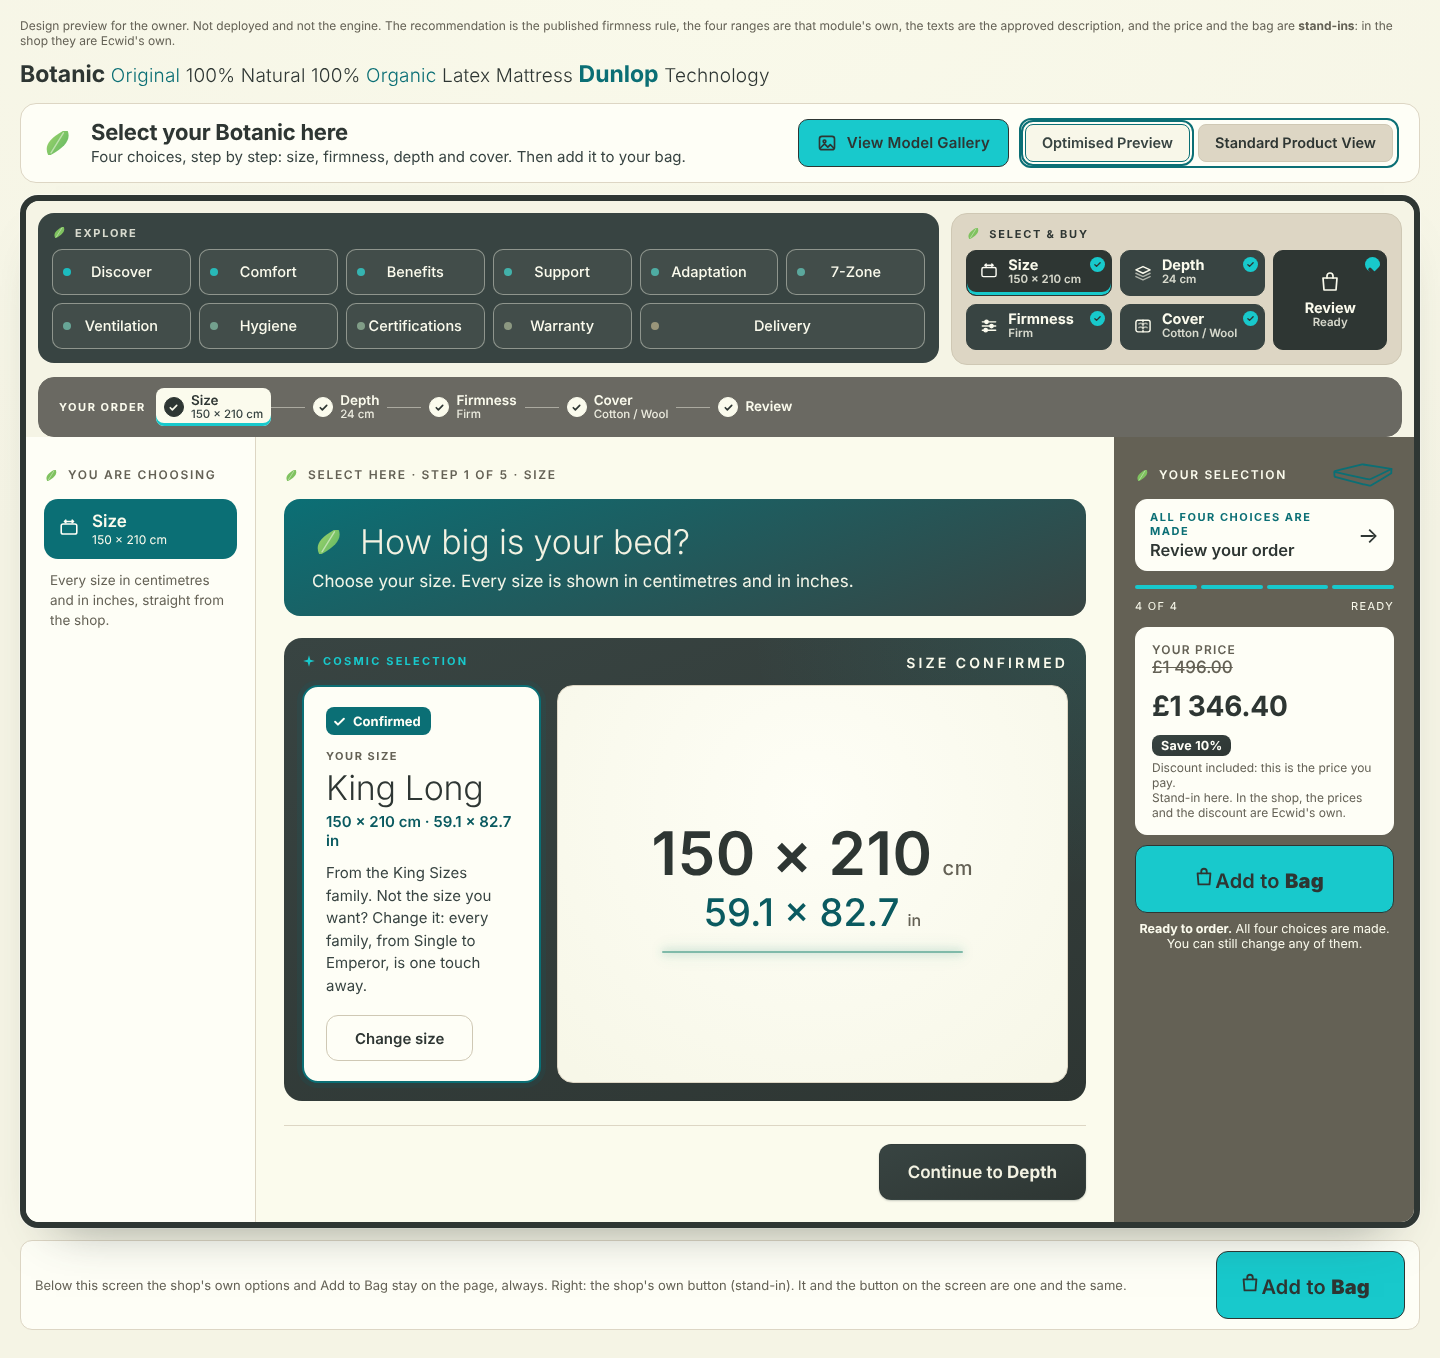 Design preview for the owner. Not deployed and not the engine. The recommendation is the published firmness rule, the four ranges are that module's own, the texts are the approved description, and the price and the bag are stand-ins: in the
shop they are Ecwid's own.
Botanic Original 100% Natural 100% Organic Latex Mattress Dunlop Technology
Select your Botanic here
Four choices, step by step: size, firmness, depth and cover. Then add it to your bag.
View Model Gallery
Optimised Preview
Standard Product View
EXPLORE
Discover
Comfort
Benefits
Support
Adaptation
7-Zone
Ventilation
Hygiene
Certifications
Warranty
Delivery
SELECT & BUY
Size
150 × 210 cm
Depth
24 cm
Firmness
Firm
Cover
Cotton / Wool
Review
Ready
YOUR ORDER
Size
150 × 210 cm
Depth
24 cm
Firmness
Firm
Cover
Cotton / Wool
Review
YOU ARE CHOOSING
Size
150 × 210 cm
Every size in centimetres
and in inches, straight from
the shop.
SELECT HERE · STEP 1 OF 5 · SIZE
How big is your bed?
Choose your size. Every size is shown in centimetres and in inches.
COSMIC SELECTION
SIZE CONFIRMED
Confirmed
YOUR SIZE
King Long
150 × 210 cm · 59.1 × 82.7
in
From the King Sizes
family. Not the size you
want? Change it: every
family, from Single to
Emperor, is one touch
away.
Change size
150 × 210 cm
59.1 × 82.7 in
Continue to Depth
YOUR SELECTION
ALL FOUR CHOICES ARE
MADE
Review your order
4 OF 4
READY
YOUR PRICE
£1 496.00
£1 346.40
Save 10%
Discount included: this is the price you
pay.
Stand-in here. In the shop, the prices
and the discount are Ecwid's own.
Add to Bag
Ready to order. All four choices are made.
You can still change any of them.
Below this screen the shop's own options and Add to Bag stay on the page, always. Right: the shop's own button (stand-in). It and the button on the screen are one and the same.
Add to Bag